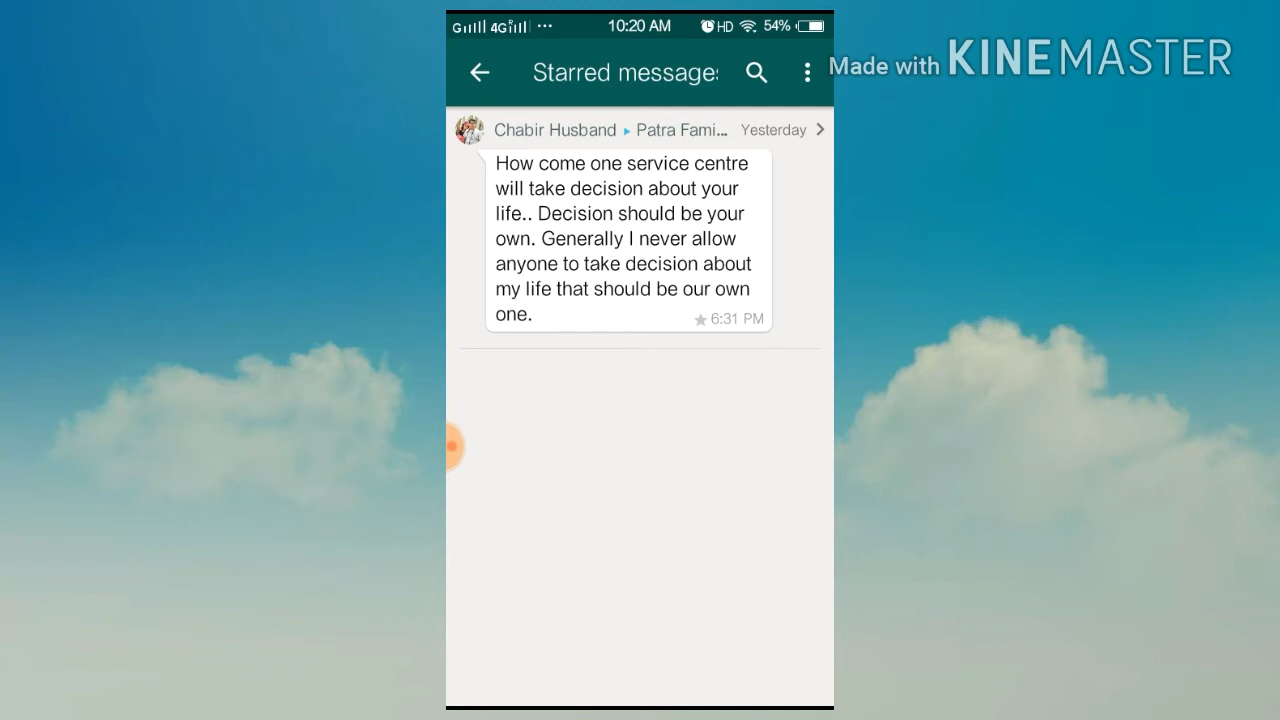 G 4G 10:20 AM HD 54%
Starred message
Made with KINEMASTER
Chabir Husband ▸ Patra Fami... Yesterday
How come one service centre
will take decision about your
life.. Decision should be your
own. Generally I never allow
anyone to take decision about
my life that should be our own
one.
6:31 PM